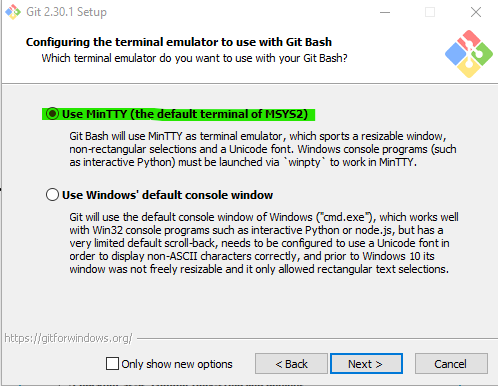 Git 2.30.1 Setup
Configuring the terminal emulator to use with Git Bash
Which terminal emulator do you want to use with your Git Bash?
Use MinTTY (the default terminal of MSYS2)
Git Bash will use MinTTY as terminal emulator, which sports a resizable window,
non-rectangular selections and a Unicode font. Windows console programs (such
as interactive Python) must be launched via `winpty` to work in MinTTY.
Use Windows' default console window
Git will use the default console window of Windows ("cmd.exe"), which works well
with Win32 console programs such as interactive Python or node.js, but has a
very limited default scroll-back, needs to be configured to use a Unicode font in
order to display non-ASCII characters correctly, and prior to Windows 10 its
window was not freely resizable and it only allowed rectangular text selections.
https://gitforwindows.org/
Only show new options
< Back
Next >
Cancel